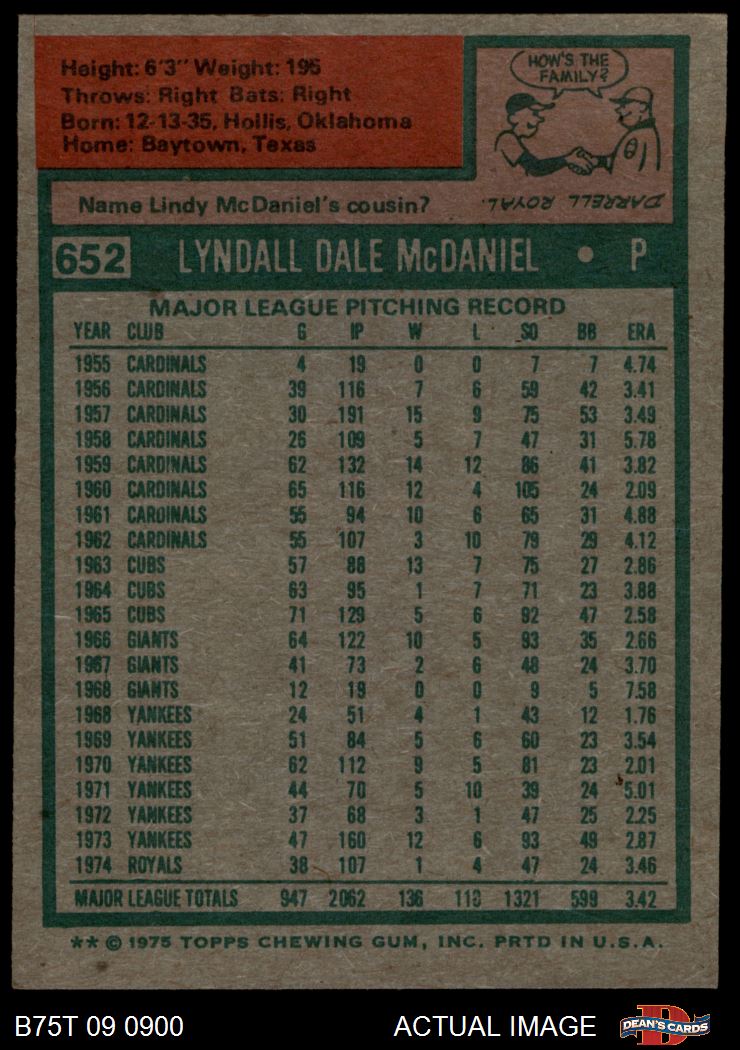 Height: 6'3" Weight: 195
Throws: Right Bats: Right
Born: 12-13-35, Hollis, Oklahoma
Home: Baytown, Texas
HOW'S THE
FAMILY?
DARRELL ROYAL.
Name Lindy McDaniel's cousin?
652 LYNDALL DALE McDANIEL • P
MAJOR LEAGUE PITCHING RECORD
YEAR CLUB G IP W L SO BB ERA
1955 CARDINALS 4 19 0 0 7 7 4.74
1956 CARDINALS 39 116 7 6 59 42 3.41
1957 CARDINALS 30 191 15 9 75 53 3.49
1958 CARDINALS 26 109 5 7 47 31 5.78
1959 CARDINALS 62 132 14 12 86 41 3.82
1960 CARDINALS 65 116 12 4 105 24 2.09
1961 CARDINALS 55 94 10 6 65 31 4.88
1962 CARDINALS 55 107 3 10 79 29 4.12
1963 CUBS 57 88 13 7 75 27 2.86
1964 CUBS 63 95 1 7 71 23 3.88
1965 CUBS 71 129 5 6 92 47 2.58
1966 GIANTS 64 122 10 5 93 35 2.66
1967 GIANTS 41 73 2 6 48 24 3.70
1968 GIANTS 12 19 0 0 9 5 7.58
1968 YANKEES 24 51 4 1 43 12 1.76
1969 YANKEES 51 84 5 6 60 23 3.54
1970 YANKEES 62 112 9 5 81 23 2.01
1971 YANKEES 44 70 5 10 39 24 5.01
1972 YANKEES 37 68 3 1 47 25 2.25
1973 YANKEES 47 160 12 6 93 49 2.87
1974 ROYALS 38 107 1 4 47 24 3.46
MAJOR LEAGUE TOTALS 947 2062 136 118 1321 599 3.42
** © 1975 TOPPS CHEWING GUM, INC. PRTD IN U.S.A.
B75T 09 0900 ACTUAL IMAGE
D
DEAN'S CARDS